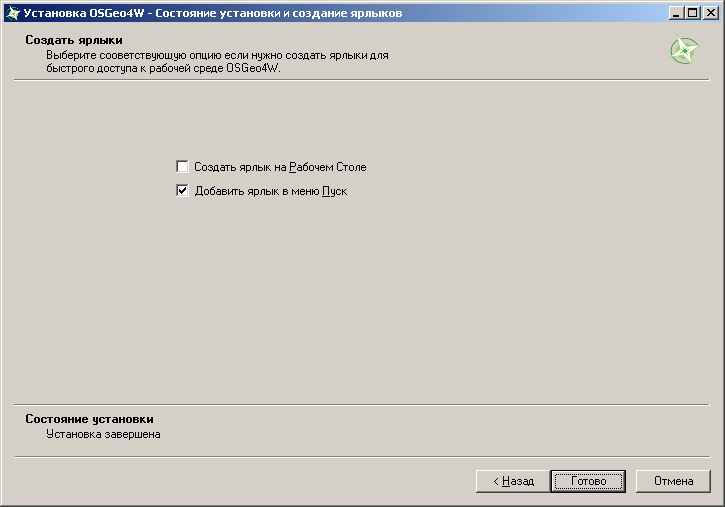 Установка OSGeo4W - Состояние установки и создание ярлыков
Создать ярлыки
Выберите сооветствующую опцию если нужно создать ярлыки для
быстрого доступа к рабочей среде OSGeo4W.
Создать ярлык на Рабочем Столе
Добавить ярлык в меню Пуск
Состояние установки
Установка завершена
< Назад
Готово
Отмена